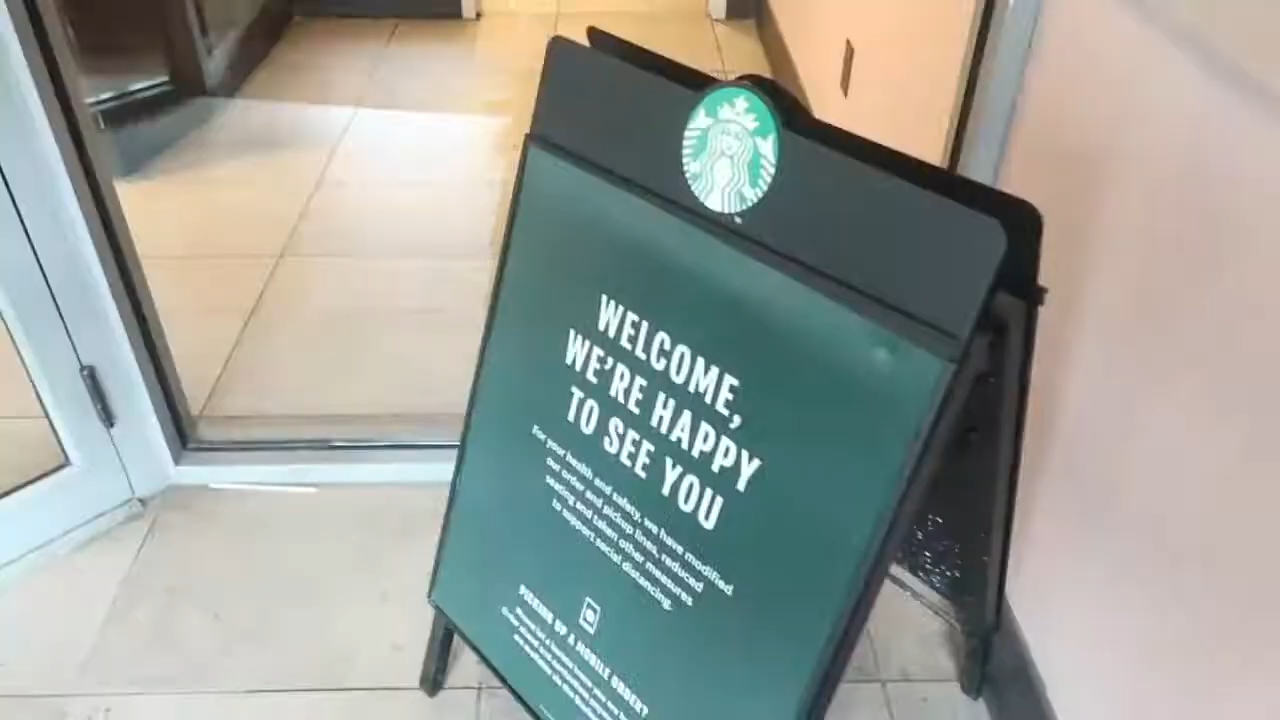 WELCOME,
WE'RE HAPPY
TO SEE YOU
For your health and safety, we have modified
our order and pickup lines, reduced
seating and taken other measures
to support social distancing.
PICKING UP A MOBILE ORDER?